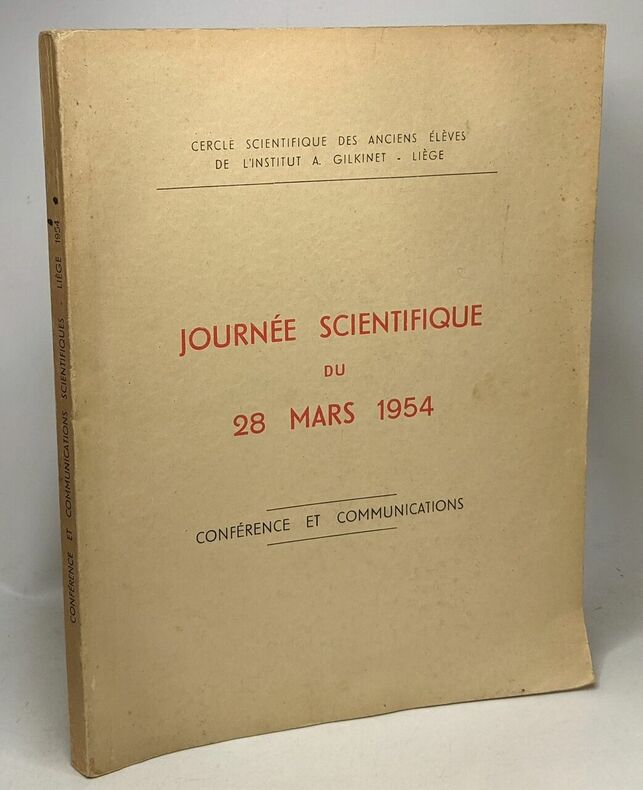 CERCLE SCIENTIFIQUE DES ANCIENS ÉLÈVES
DE L'INSTITUT A. GILKINET - LIÈGE
JOURNÉE SCIENTIFIQUE
DU
28 MARS 1954
CONFÉRENCE ET COMMUNICATIONS
CONFÉRENCE ET COMMUNICATIONS SCIENTIFIQUES - LIÈGE 1954